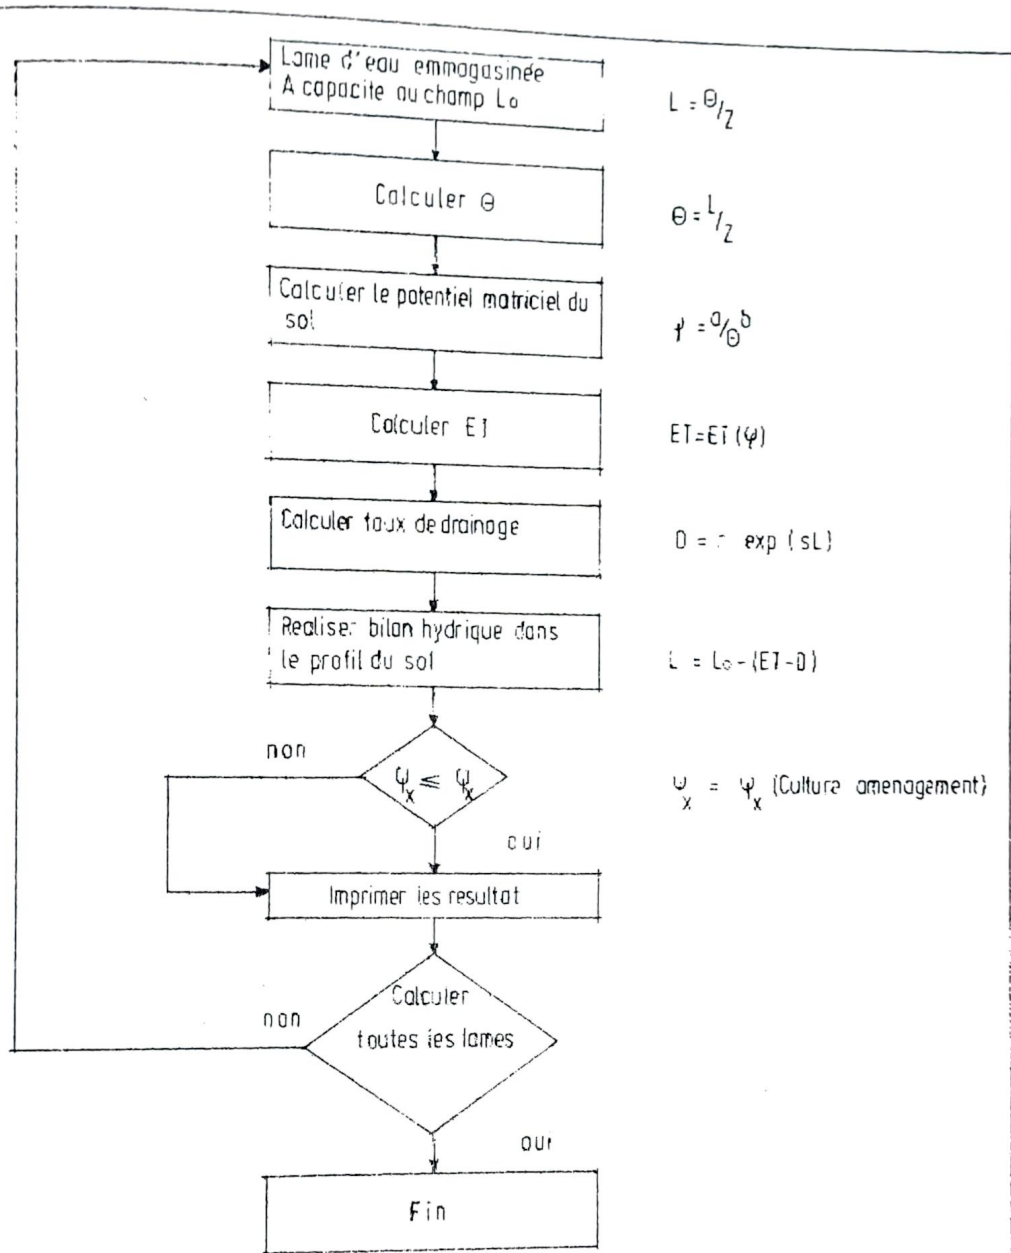 Lame d'eau emmagasinée
A capacite au champ Lo
L = Θ/Z
Calculer Θ
Θ = L/Z
Calculer le potentiel matriciel du
sol
ψ = a/Θ^b
Calculer ET
ET=ET(ψ)
Calculer taux de drainage
D = exp (sL)
Realiser bilan hydrique dans
le profil du sol
L = Lo-(ET-D)
non
ψx ≤ ψx
ψx = ψx (Culture amenagement)
oui
Imprimer les resultat
Calculer
non
toutes les lames
oui
Fin